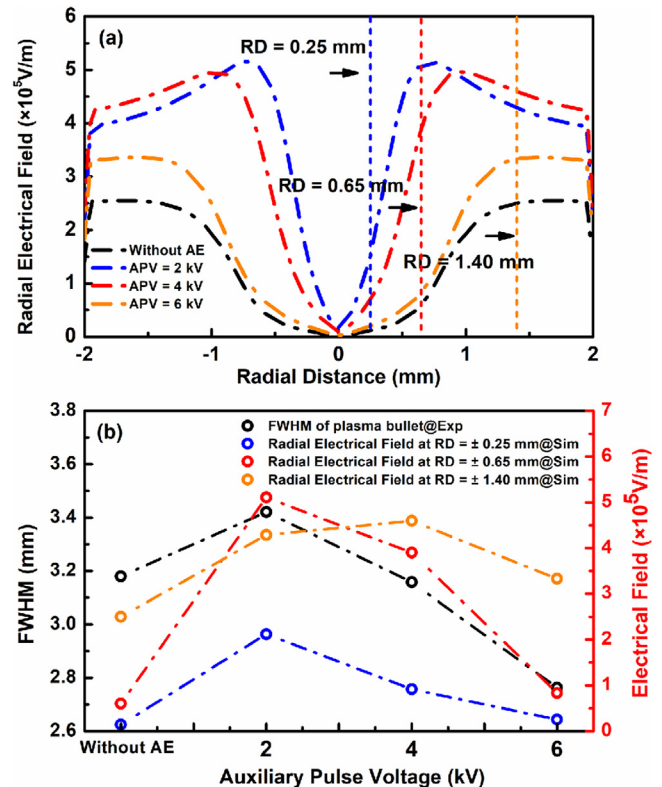 (a)
RD = 0.25 mm
RD = 0.65 mm
RD = 1.40 mm
Radial Electrical Field (×10⁵V/m)
6
5
4
3
2
1
0
Without AE
APV = 2 kV
APV = 4 kV
APV = 6 kV
-2 -1 0 1 2
Radial Distance (mm)
(b)
FWHM of plasma bullet@Exp
Radial Electrical Field at RD = ± 0.25 mm@Sim
Radial Electrical Field at RD = ± 0.65 mm@Sim
Radial Electrical Field at RD = ± 1.40 mm@Sim
FWHM (mm)
3.8
3.6
3.4
3.2
3.0
2.8
2.6
7
6
5
4
3
2
1
0
Electrical Field (×10⁵V/m)
Without AE 2 4 6
Auxiliary Pulse Voltage (kV)